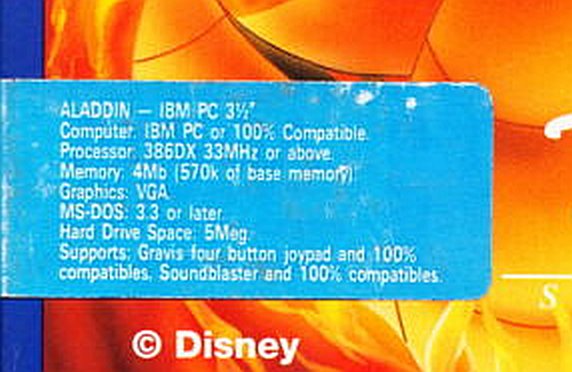 ALADDIN — IBM PC 3½"
Computer: IBM PC or 100% Compatible.
Processor: 386DX 33MHz or above.
Memory: 4Mb (570k of base memory)
Graphics: VGA.
MS-DOS: 3.3 or later.
Hard Drive Space: 5Meg.
Supports: Gravis four button joypad and 100%
compatibles, Soundblaster and 100% compatibles.
S
© Disney